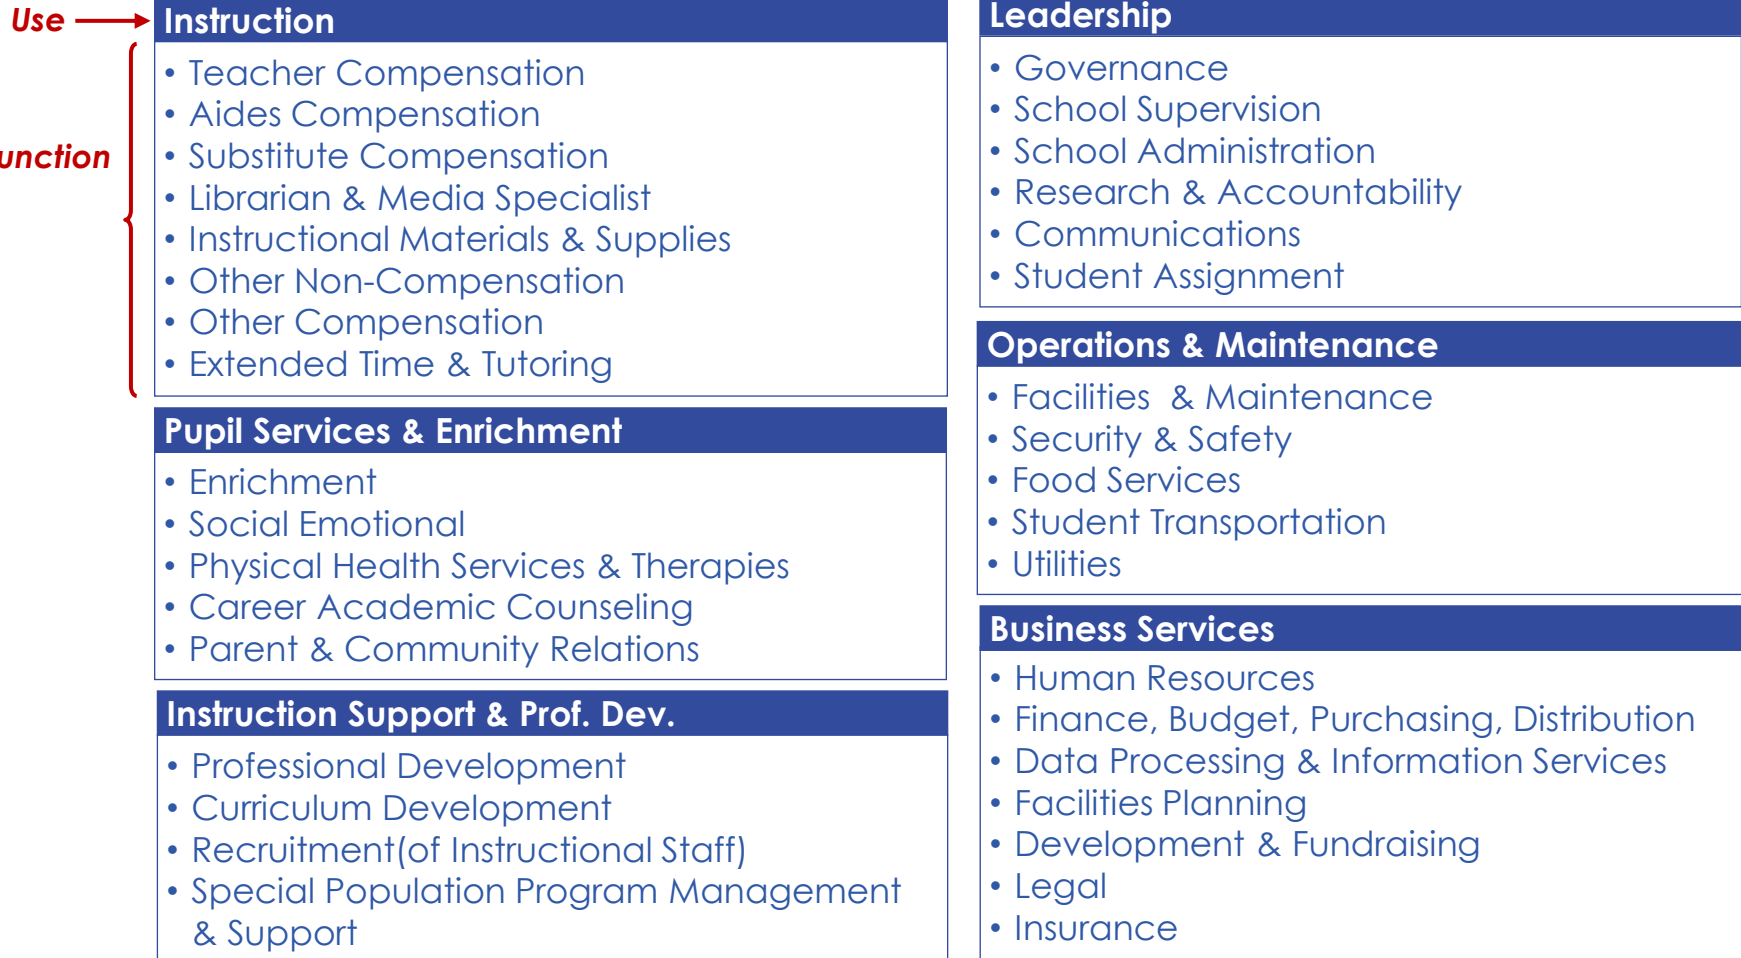 Use
Instruction
• Teacher Compensation
• Aides Compensation
• Substitute Compensation
• Librarian & Media Specialist
• Instructional Materials & Supplies
• Other Non-Compensation
• Other Compensation
• Extended Time & Tutoring
unction
Pupil Services & Enrichment
• Enrichment
• Social Emotional
• Physical Health Services & Therapies
• Career Academic Counseling
• Parent & Community Relations
Instruction Support & Prof. Dev.
• Professional Development
• Curriculum Development
• Recruitment(of Instructional Staff)
• Special Population Program Management
& Support
Leadership
• Governance
• School Supervision
• School Administration
• Research & Accountability
• Communications
• Student Assignment
Operations & Maintenance
• Facilities  & Maintenance
• Security & Safety
• Food Services
• Student Transportation
• Utilities
Business Services
• Human Resources
• Finance, Budget, Purchasing, Distribution
• Data Processing & Information Services
• Facilities Planning
• Development & Fundraising
• Legal
• Insurance